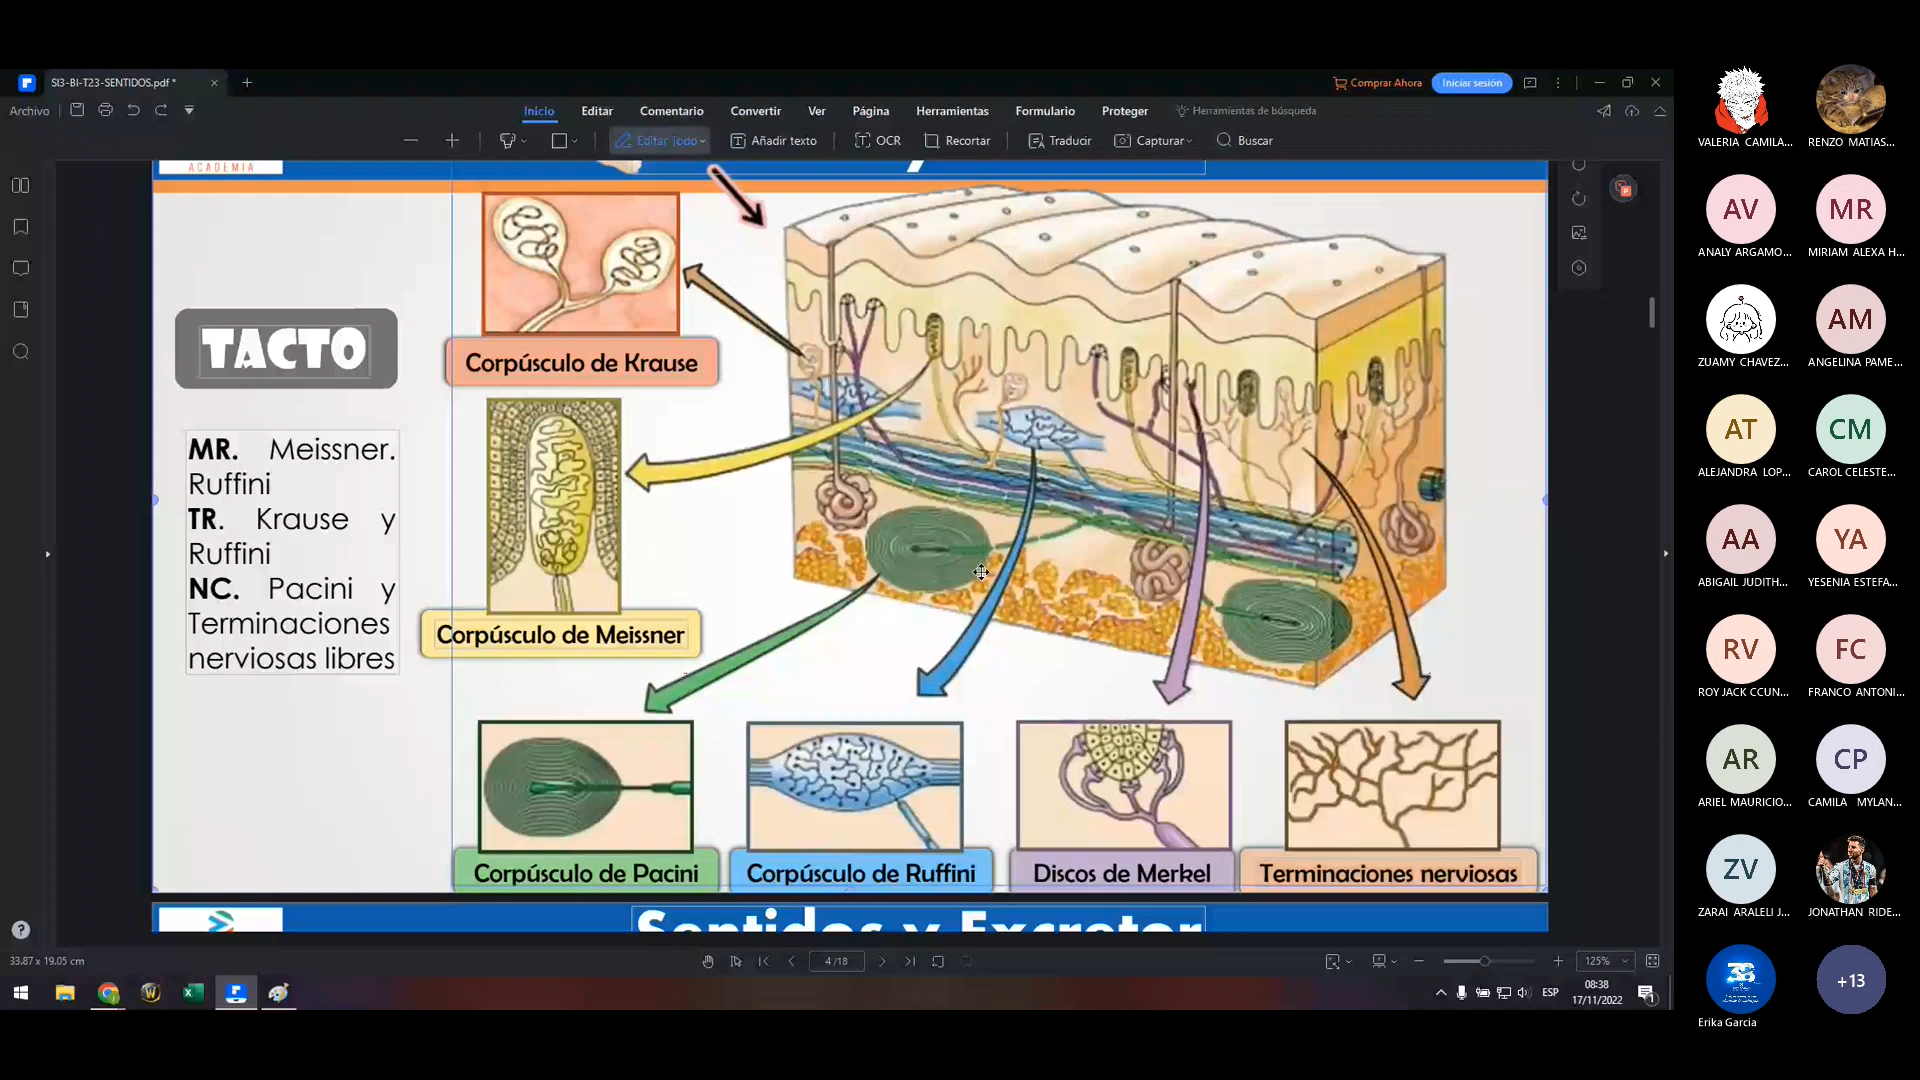 SI3-BI-T23-SENTIDOS.pdf *
Comprar Ahora
Iniciar sesión
Archivo
Inicio
Editar
Comentario
Convertir
Ver
Página
Herramientas
Formulario
Proteger
Herramientas de búsqueda
Editar Todo
Añadir texto
OCR
Recortar
Traducir
Capturar
Buscar
ACADEMIA
TACTO
MR. Meissner.
Ruffini
TR. Krause y
Ruffini
NC. Pacini y
Terminaciones
nerviosas libres
Corpúsculo de Krause
Corpúsculo de Meissner
Corpúsculo de Pacini
Corpúsculo de Ruffini
Discos de Merkel
Terminaciones nerviosas
Sentidos y Excretor
33.87 x 19.05 cm
4 /18
125%
ESP
08:38
17/11/2022
VALERIA CAMILA...
RENZO MATIAS...
AV
ANALY ARGAMO...
MR
MIRIAM ALEXA H...
ZUAMY CHAVEZ...
AM
ANGELINA PAME...
AT
ALEJANDRA LOP...
CM
CAROL CELESTE...
AA
ABIGAIL JUDITH...
YA
YESENIA ESTEFA...
RV
ROY JACK CCUN...
FC
FRANCO ANTONI...
AR
ARIEL MAURICIO...
CP
CAMILA MYLAN...
ZV
ZARAI ARALELI J...
JONATHAN RIDE...
Erika Garcia
+13